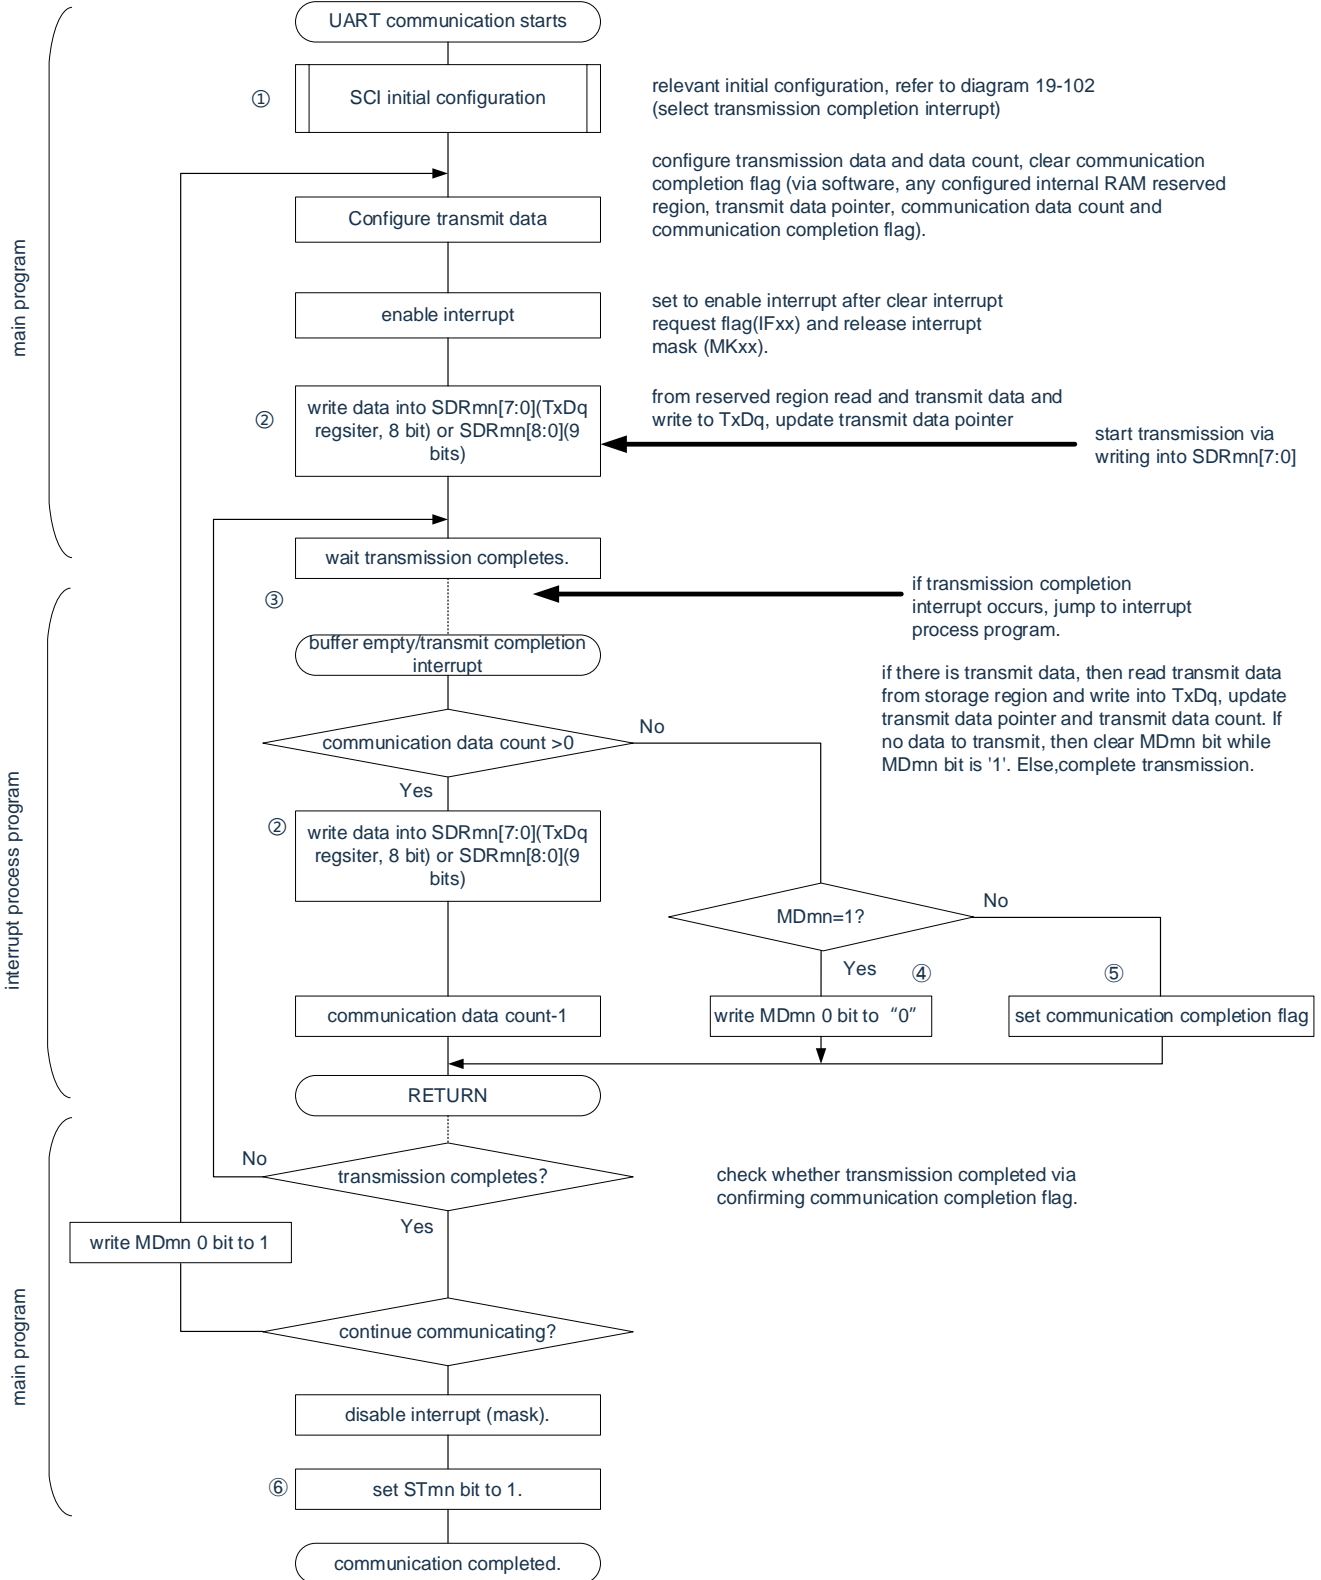 UART communication starts
①
SCI initial configuration
relevant initial configuration, refer to diagram 19-102
(select transmission completion interrupt)
configure transmission data and data count, clear communication
completion flag (via software, any configured internal RAM reserved
region, transmit data pointer, communication data count and
communication completion flag).
Configure transmit data
main program
enable interrupt
set to enable interrupt after clear interrupt
request flag(IFxx) and release interrupt
mask (MKxx).
②
write data into SDRmn[7:0](TxDq
regsiter, 8 bit) or SDRmn[8:0](9
bits)
from reserved region read and transmit data and
write to TxDq, update transmit data pointer
start transmission via
writing into SDRmn[7:0]
wait transmission completes.
③
if transmission completion
interrupt occurs, jump to interrupt
process program.
buffer empty/transmit completion
interrupt
if there is transmit data, then read transmit data
from storage region and write into TxDq, update
transmit data pointer and transmit data count. If
no data to transmit, then clear MDmn bit while
MDmn bit is '1'. Else,complete transmission.
communication data count >0
No
Yes
interrupt process program
②
write data into SDRmn[7:0](TxDq
regsiter, 8 bit) or SDRmn[8:0](9
bits)
MDmn=1?
No
Yes
④
⑤
communication data count-1
write MDmn 0 bit to “0”
set communication completion flag
RETURN
No
transmission completes?
check whether transmission completed via
confirming communication completion flag.
Yes
write MDmn 0 bit to 1
main program
continue communicating?
disable interrupt (mask).
⑥
set STmn bit to 1.
communication completed.